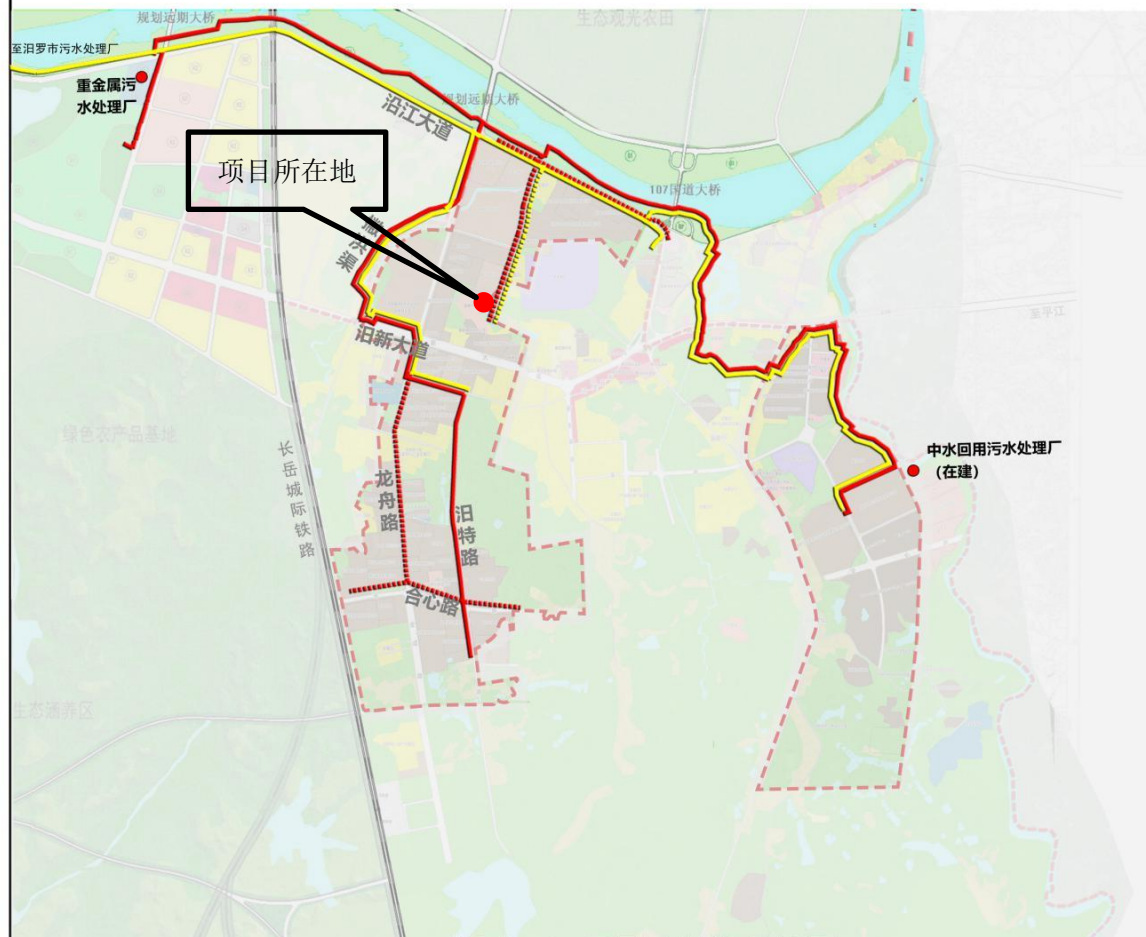 规划远期大桥
生态观光农田
至汨罗市污水处理厂
重金属污
水处理厂
沿江大道
规划远期大桥
项目所在地
107国道大桥
撇洪渠
至平江
汨新大道
绿色农产品基地
长岳城际铁路
龙舟路
汨特路
中水回用污水处理厂
（在建）
合心路
生态涵养区